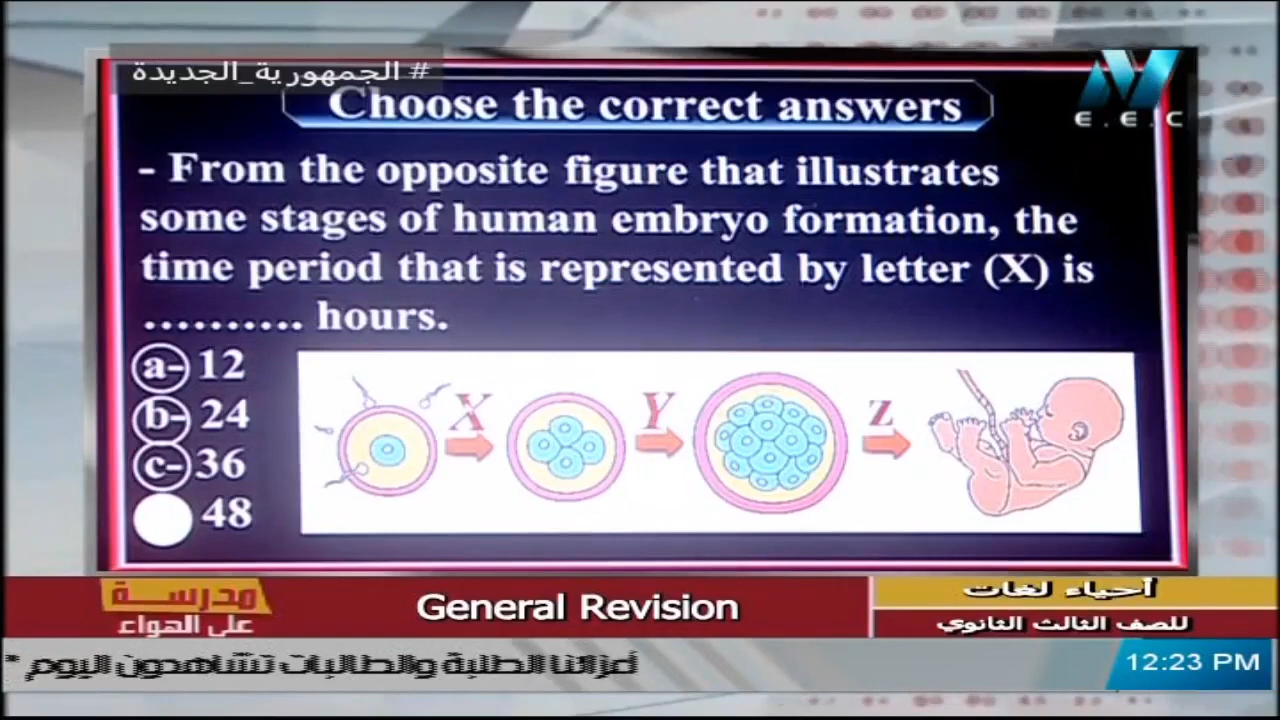 # الجمهورية_الجديدة
E.E.C
Choose the correct answers
- From the opposite figure that illustrates
some stages of human embryo formation, the
time period that is represented by letter (X) is
.......... hours.
a- 12
b- 24
c- 36
48
X
Y
Z
مدرسة
على الهواء
General Revision
أحياء لغات
للصف الثالث الثانوي
أعزائنا الطلبة والطالبات تشاهدون اليوم *
12:23 PM